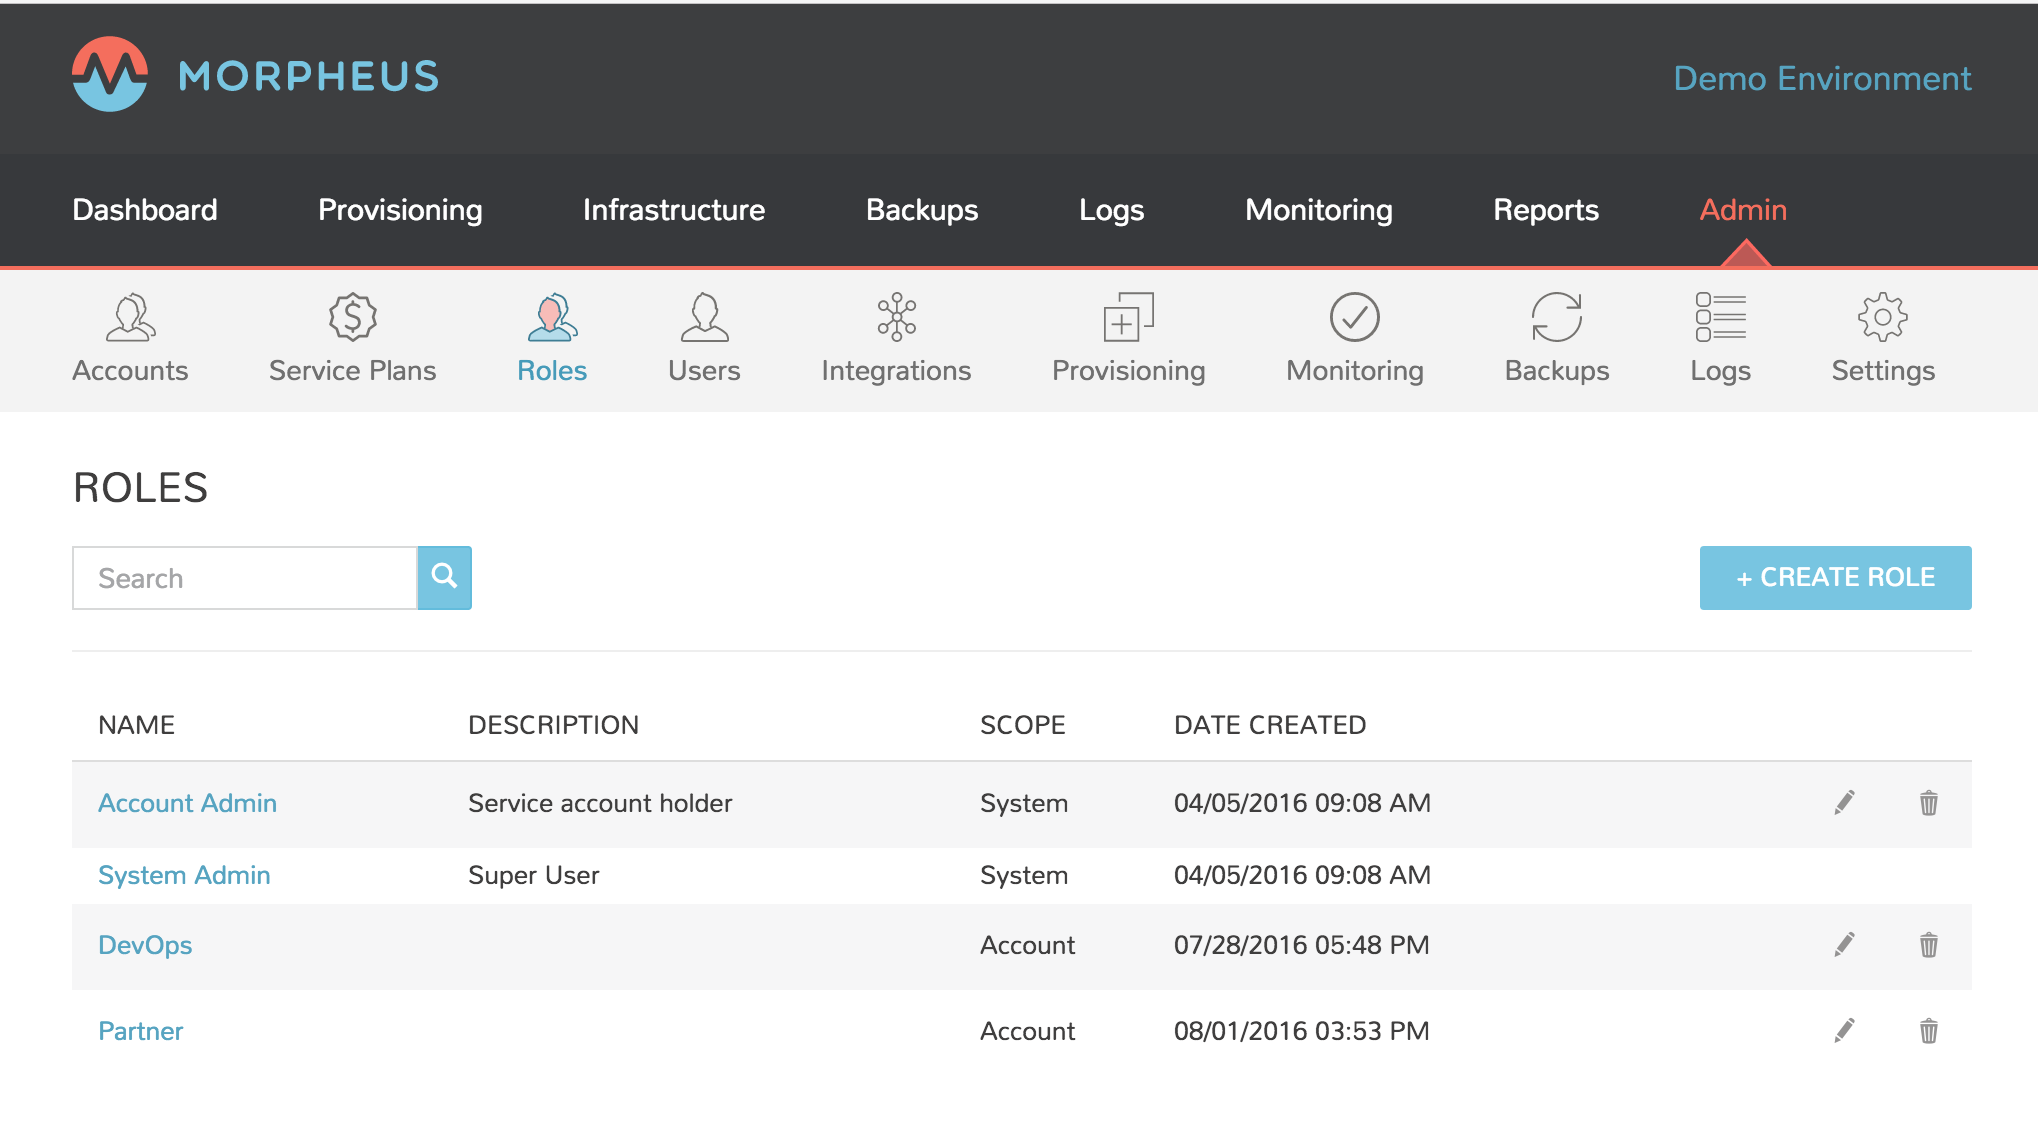 MORPHEUS
Demo Environment
Dashboard Provisioning Infrastructure Backups Logs Monitoring Reports Admin
Accounts Service Plans Roles Users Integrations Provisioning Monitoring Backups Logs Settings
ROLES
Search
+ CREATE ROLE
NAME DESCRIPTION SCOPE DATE CREATED
Account Admin Service account holder System 04/05/2016 09:08 AM
System Admin Super User System 04/05/2016 09:08 AM
DevOps Account 07/28/2016 05:48 PM
Partner Account 08/01/2016 03:53 PM